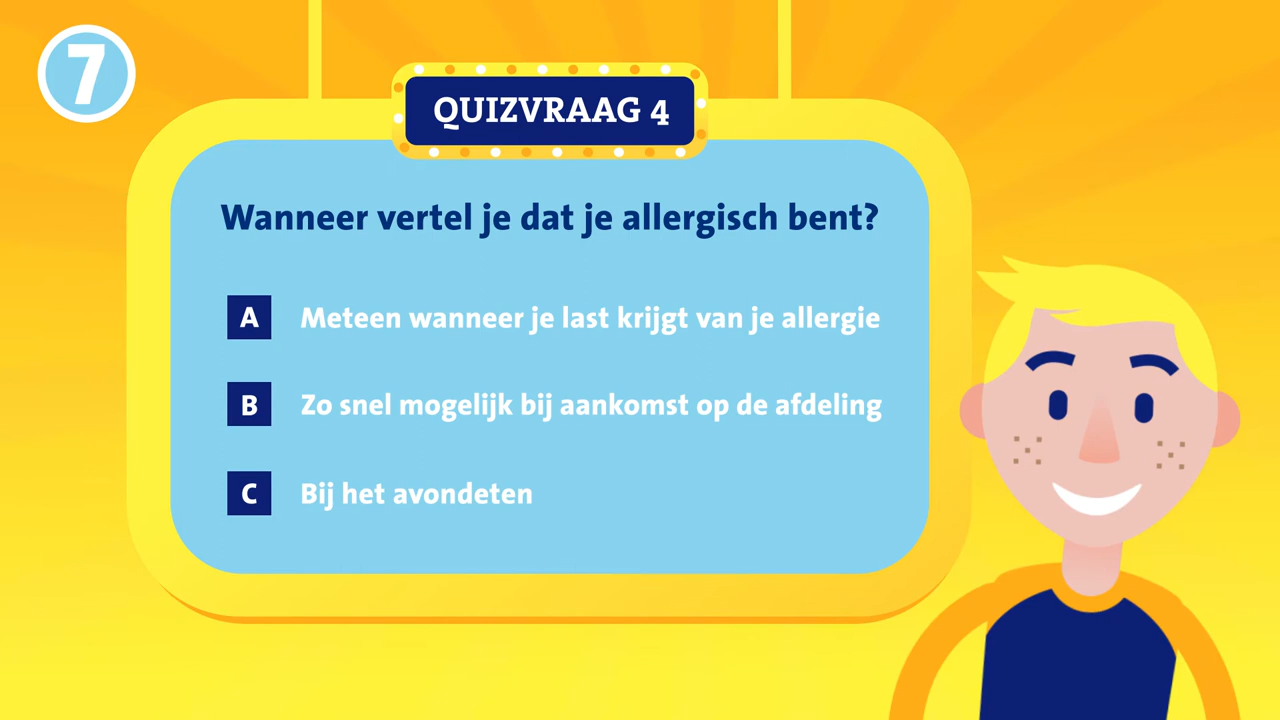 7
QUIZVRAAG 4
Wanneer vertel je dat je allergisch bent?
A Meteen wanneer je last krijgt van je allergie
B Zo snel mogelijk bij aankomst op de afdeling
C Bij het avondeten